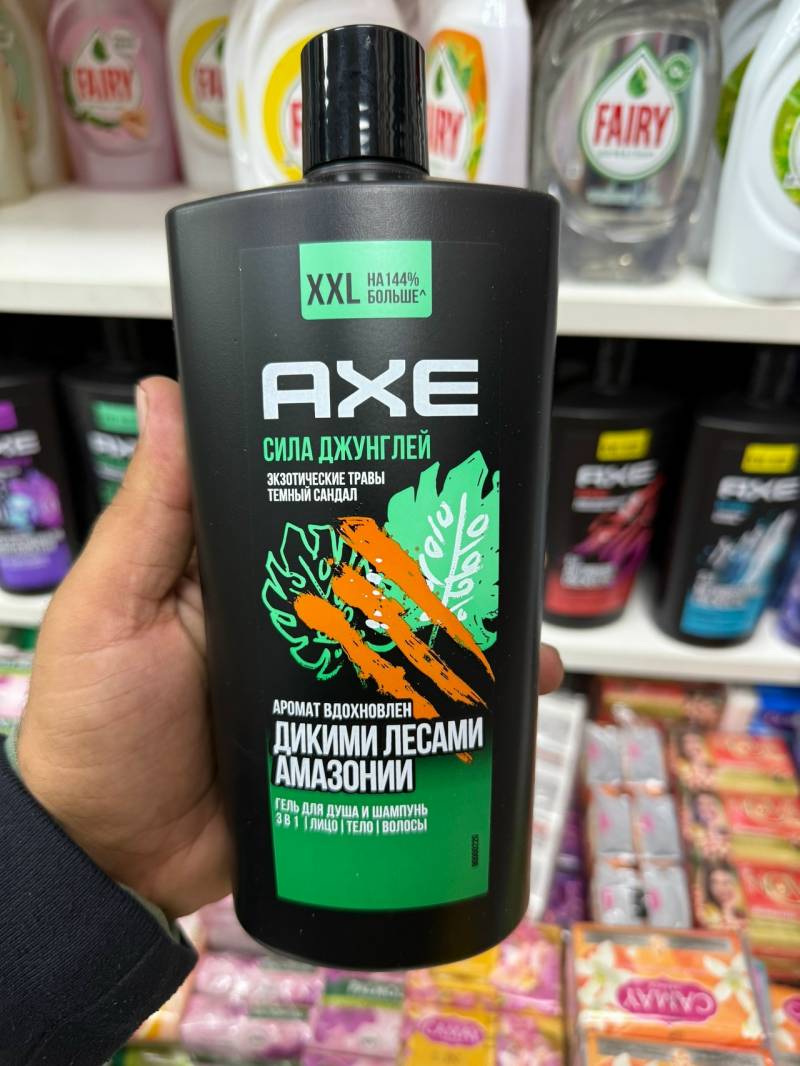 FAIRY
FAIRY
XXL НА 144%
БОЛЬШЕ^
AXE
СИЛА ДЖУНГЛЕЙ
ЭКЗОТИЧЕСКИЕ ТРАВЫ
ТЕМНЫЙ САНДАЛ
АРОМАТ ВДОХНОВЛЕН
ДИКИМИ ЛЕСАМИ
АМАЗОНИИ
ГЕЛЬ ДЛЯ ДУША И ШАМПУНЬ
3 В 1 | ЛИЦО | ТЕЛО | ВОЛОСЫ
AXE
AXE
AXE
CAMAY
CAMAY